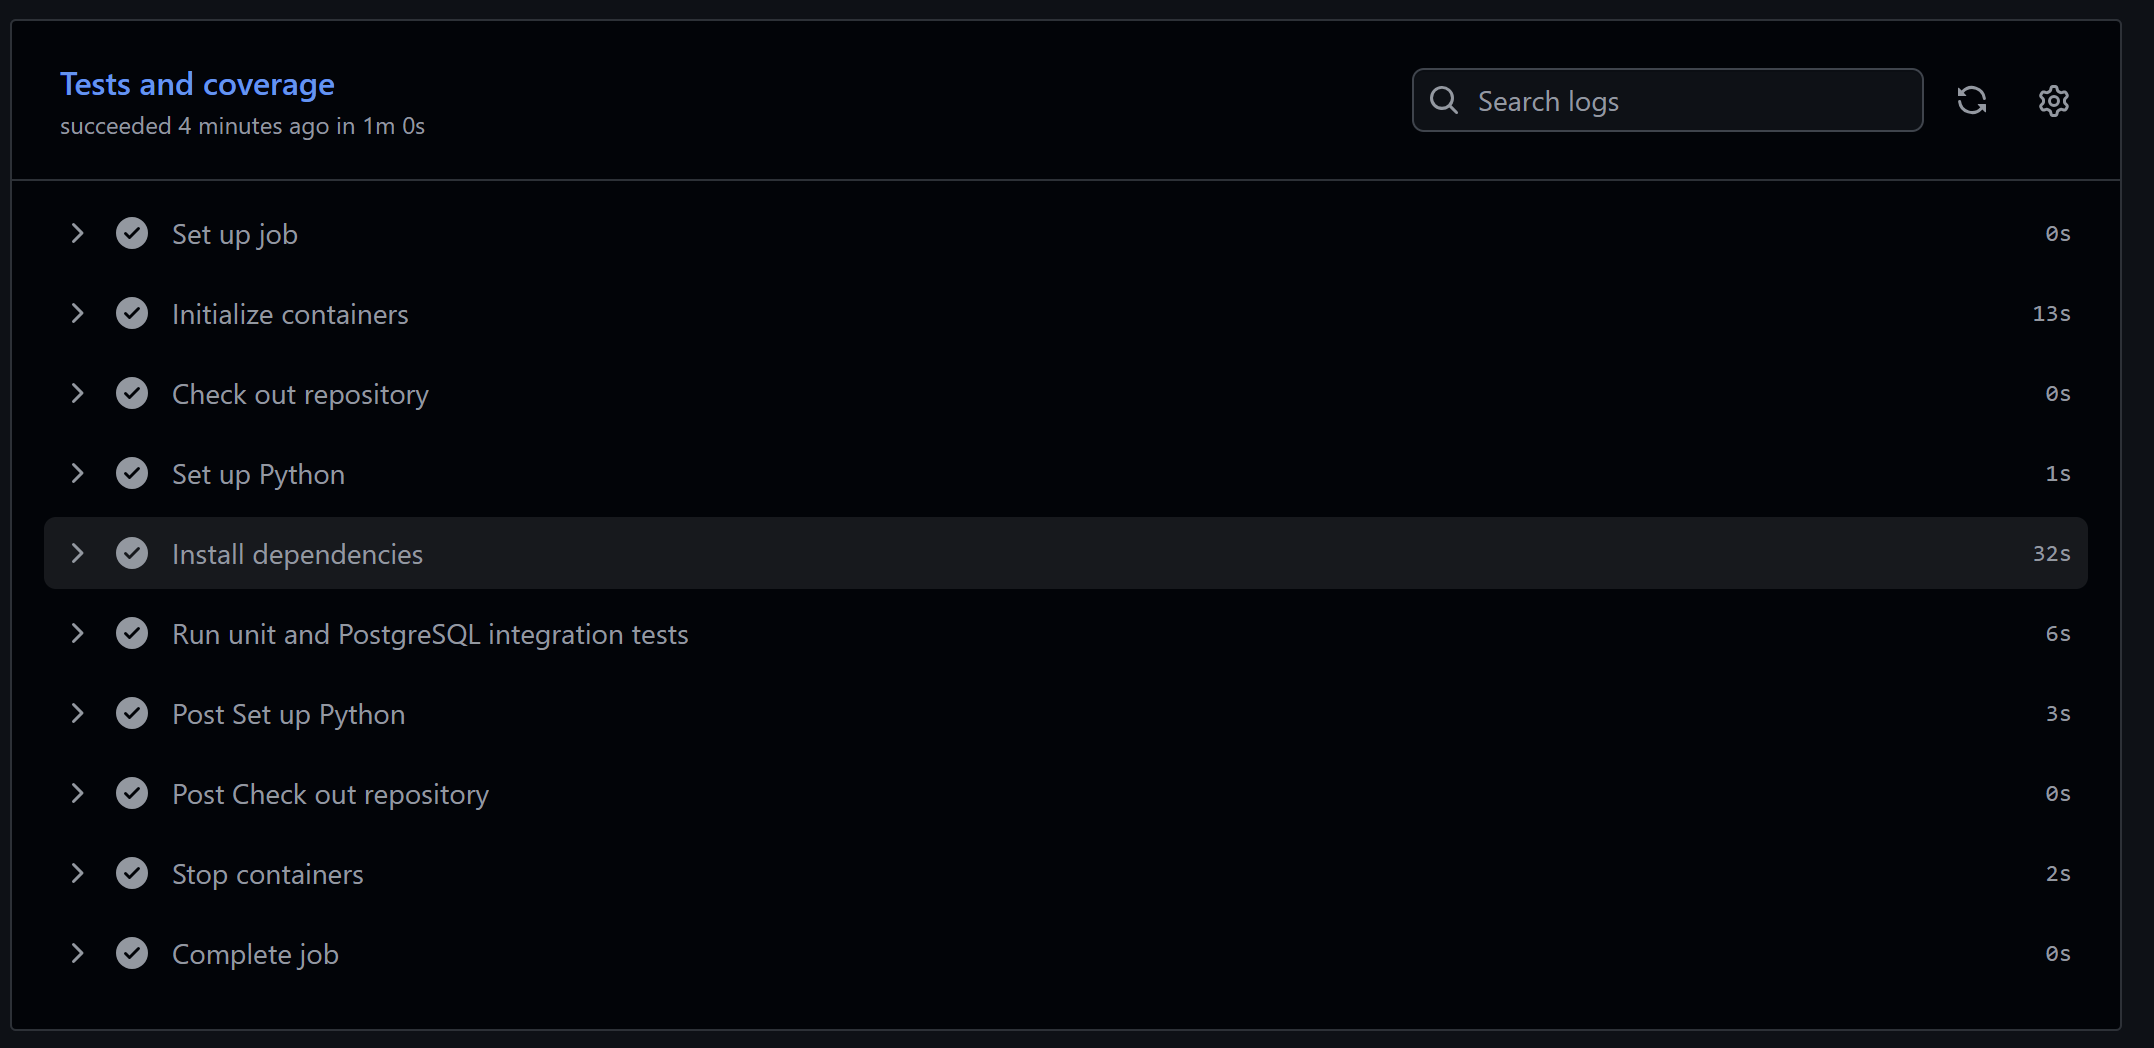 Tests and coverage
succeeded 4 minutes ago in 1m 0s
Search logs
Set up job 0s
Initialize containers 13s
Check out repository 0s
Set up Python 1s
Install dependencies 32s
Run unit and PostgreSQL integration tests 6s
Post Set up Python 3s
Post Check out repository 0s
Stop containers 2s
Complete job 0s